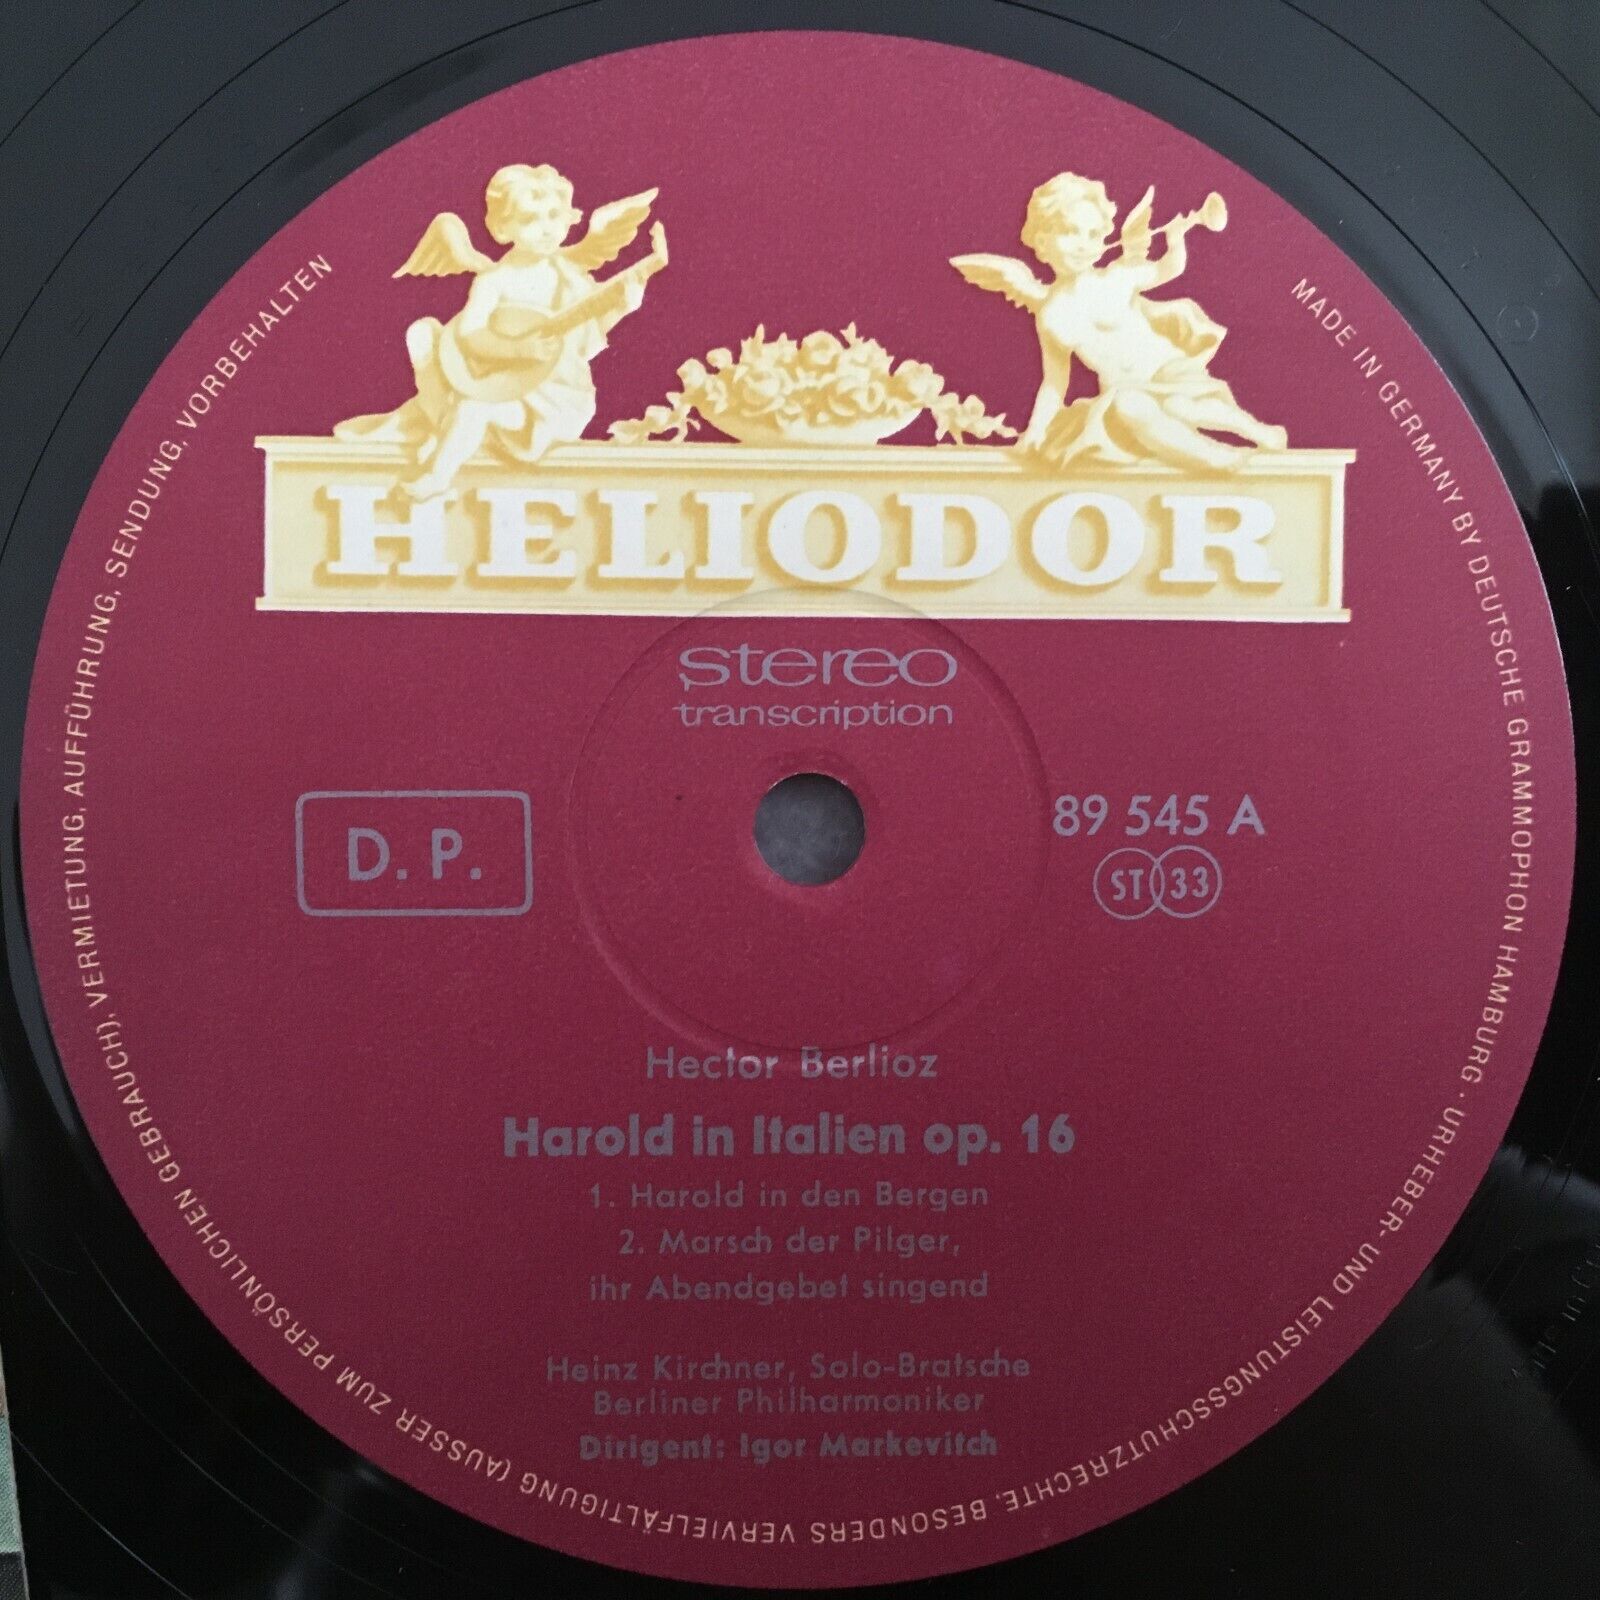 HELIODOR
stereo
transcription
D. P.
89 545 A
ST 33
Hector Berlioz
Harold in Italien op. 16
1. Harold in den Bergen
2. Marsch der Pilger,
ihr Abendgebet singend
Heinz Kirchner, Solo-Bratsche
Berliner Philharmoniker
Dirigent: Igor Markevitch
MADE IN GERMANY BY DEUTSCHE GRAMMOPHON HAMBURG · URHEBER- UND LEISTUNGSSCHUTZRECHTE, BESONDERS VERVIELFÄLTIGUNG (AUSSER ZUM PERSÖNLICHEN GEBRAUCH), VERMIETUNG, AUFFÜHRUNG, SENDUNG, VORBEHALTEN